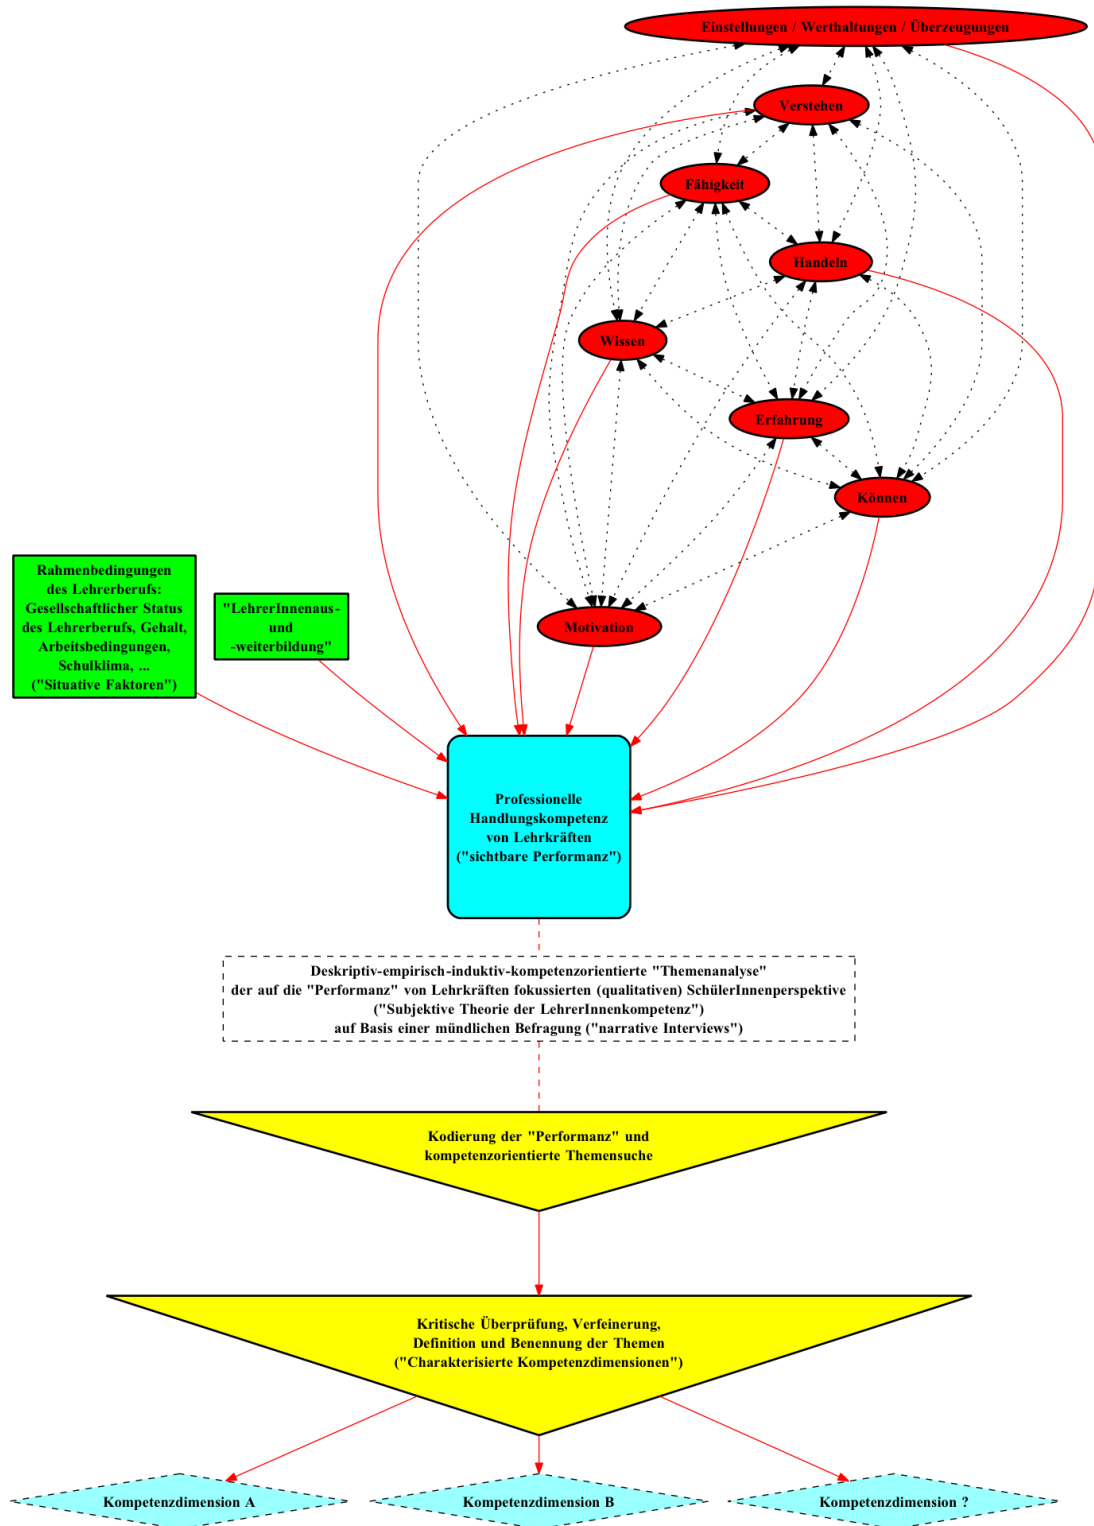 Einstellungen / Werthaltungen / Überzeugungen
Verstehen
Fähigkeit
Handeln
Wissen
Erfahrung
Können
Motivation
Rahmenbedingungen
des Lehrerberufs:
Gesellschaftlicher Status
des Lehrerberufs, Gehalt,
Arbeitsbedingungen,
Schulklima, ...
("Situative Faktoren")
"LehrerInnenaus-
und
-weiterbildung"
Professionelle
Handlungskompetenz
von Lehrkräften
("sichtbare Performanz")
Deskriptiv-empirisch-induktiv-kompetenzorientierte "Themenanalyse"
der auf die "Performanz" von Lehrkräften fokussierten (qualitativen) SchülerInnenperspektive
("Subjektive Theorie der LehrerInnenkompetenz")
auf Basis einer mündlichen Befragung ("narrative Interviews")
Kodierung der "Performanz" und
kompetenzorientierte Themensuche
Kritische Überprüfung, Verfeinerung,
Definition und Benennung der Themen
("Charakterisierte Kompetenzdimensionen")
Kompetenzdimension A
Kompetenzdimension B
Kompetenzdimension ?